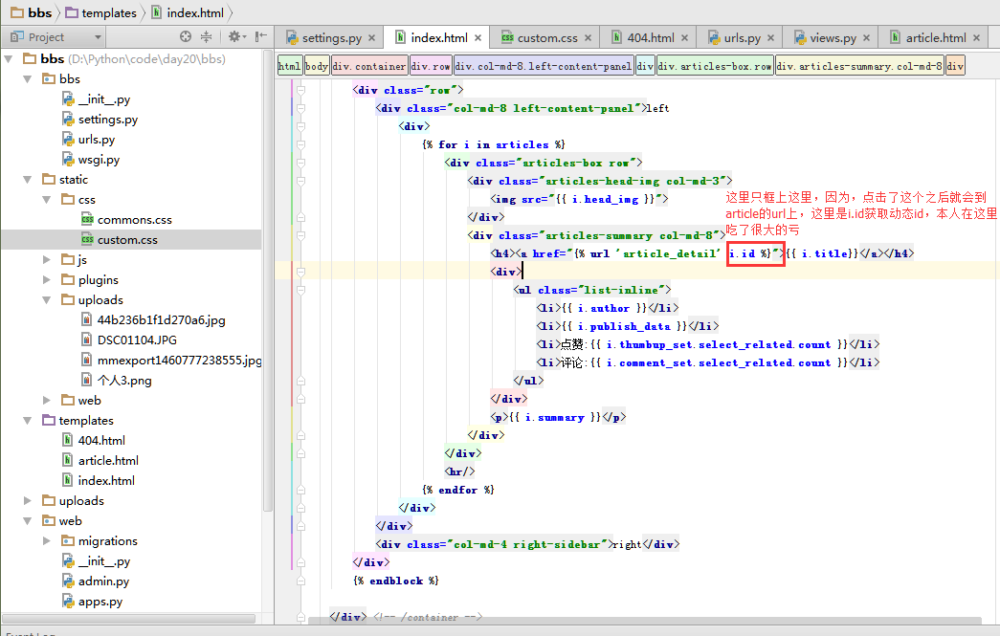 bbs templates index.html
Project
settings.py index.html custom.css 404.html urls.py views.py article.html
bbs (D:\Python\code\day20\bbs)
bbs
__init__.py
settings.py
urls.py
wsgi.py
static
css
commons.css
custom.css
js
plugins
uploads
44b236b1f1d270a6.jpg
DSC01104.JPG
mmexport1460777238555.jpg
个人3.png
web
templates
404.html
article.html
index.html
uploads
web
migrations
__init__.py
admin.py
apps.py
html body div.container div.row div.col-md-8.left-content-panel div div.articles-box.row div.articles-summary.col-md-8 div
<div class="row">
<div class="col-md-8 left-content-panel">left
<div>
{% for i in articles %}
<div class="articles-box row">
<div class="articles-head-img col-md-3">
<img src="{{ i.head_img }}">
</div>
<div class="articles-summary col-md-8">
<h4><a href="{% url 'article_detail' i.id %}">{{ i.title}}</a></h4>
<div>
<ul class="list-inline">
<li>{{ i.author }}</li>
<li>{{ i.publish_data }}</li>
<li>点赞:{{ i.thumbup_set.select_related.count }}</li>
<li>评论:{{ i.comment_set.select_related.count }}</li>
</ul>
</div>
<p>{{ i.summary }}</p>
</div>
</div>
<hr/>
{% endfor %}
</div>
</div>
<div class="col-md-4 right-sidebar">right</div>
</div>
{% endblock %}
</div> <!-- /container -->
这里只框上这里，因为，点击了这个之后就会到
article的url上，这里是i.id获取动态id，本人在这里
吃了很大的亏